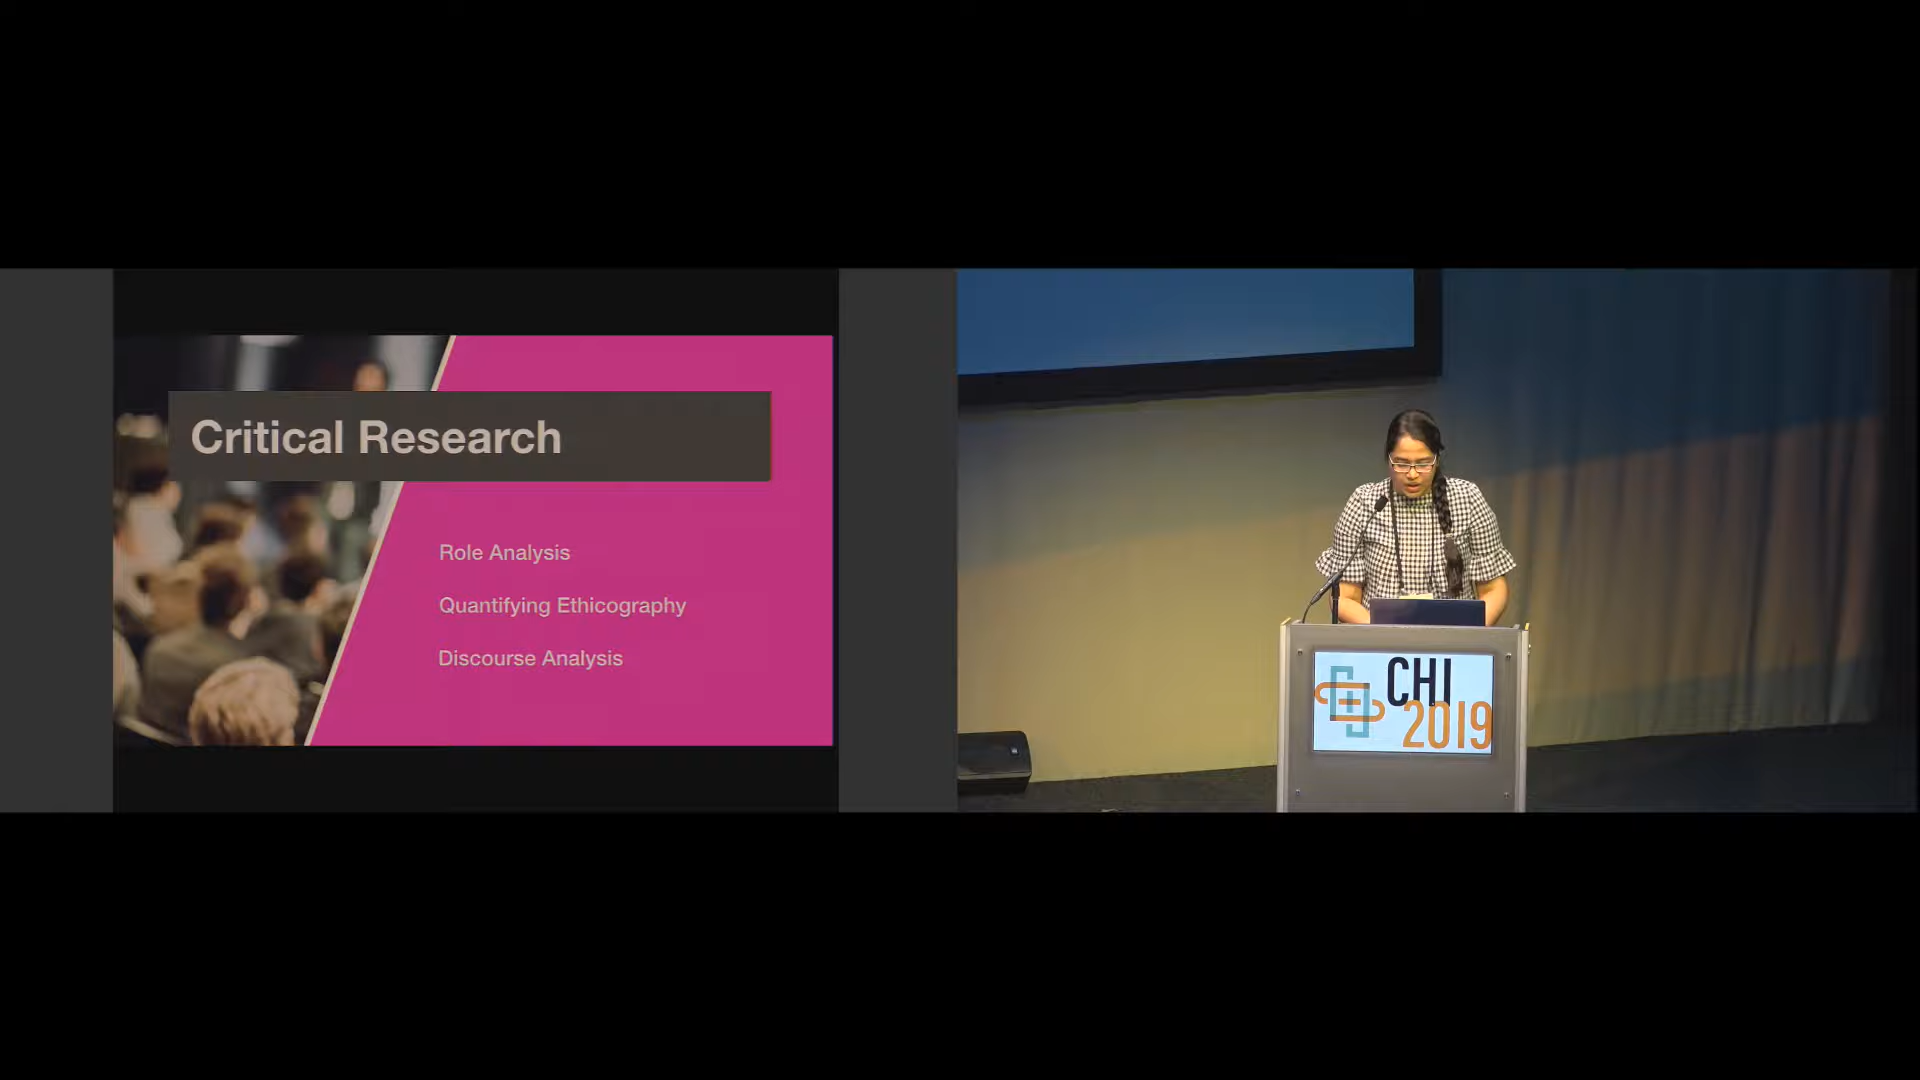 Critical Research
Role Analysis
Quantifying Ethicography
Discourse Analysis
CHI
2019